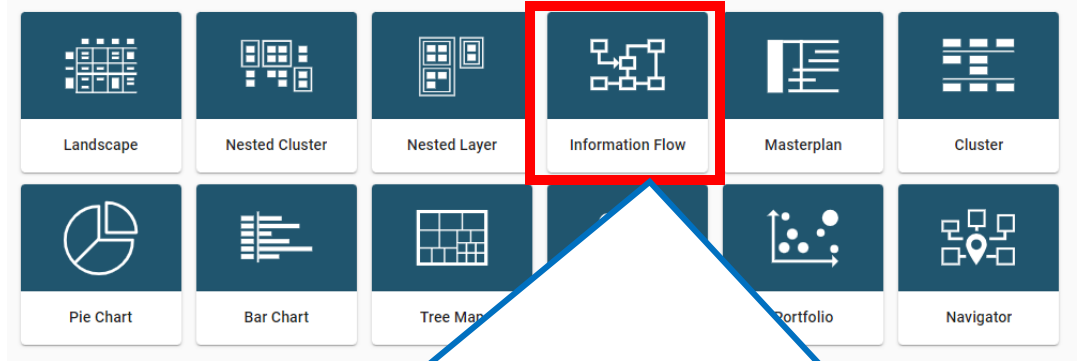 Landscape
Nested Cluster
Nested Layer
Information Flow
Masterplan
Cluster
Pie Chart
Bar Chart
Tree Map
Portfolio
Navigator